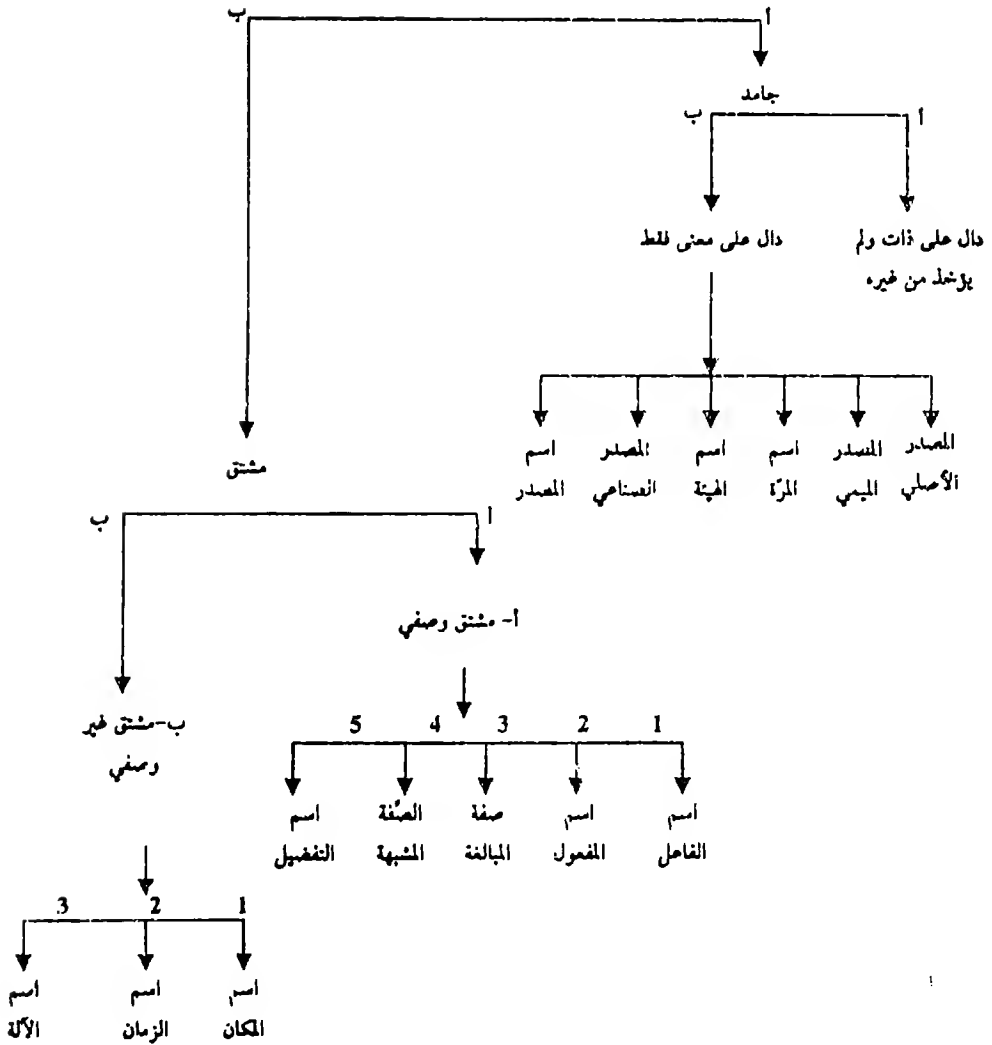 أ ب
جامد
أ ب
دال على ذات ولم
يؤخذ من غيره
دال على معنى فقط
المصدر
الأصلي
المصدر
الميمي
اسم
المرّة
اسم
الهيئة
المصدر
الصناعي
اسم
المصدر
مشتق
أ ب
أ- مشتق وصفي
1 2 3 4 5
اسم
الفاعل
اسم
المفعول
صفة
المبالغة
الصّفة
المشبهة
اسم
التفضيل
ب-مشتق غير
وصفي
1 2 3
اسم
المكان
اسم
الزمان
اسم
الآلة